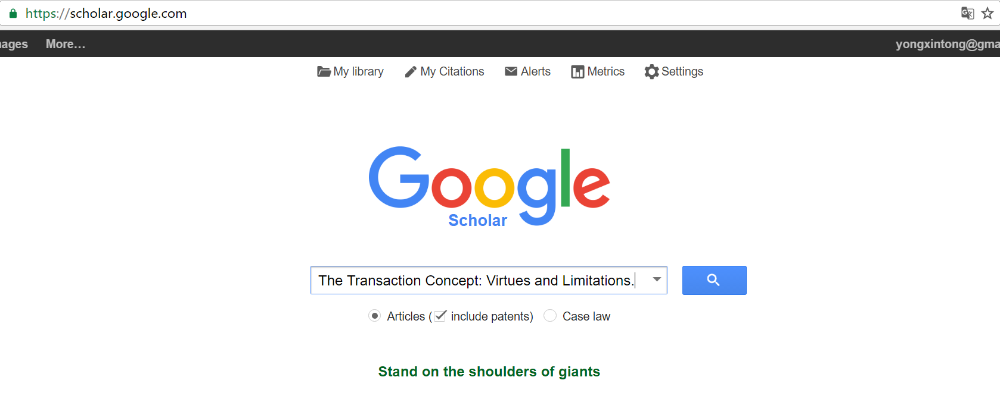 https://scholar.google.com
ages More…
yongxintong@gma
My library My Citations Alerts Metrics Settings
Google
Scholar
The Transaction Concept: Virtues and Limitations.
Articles ( include patents) Case law
Stand on the shoulders of giants